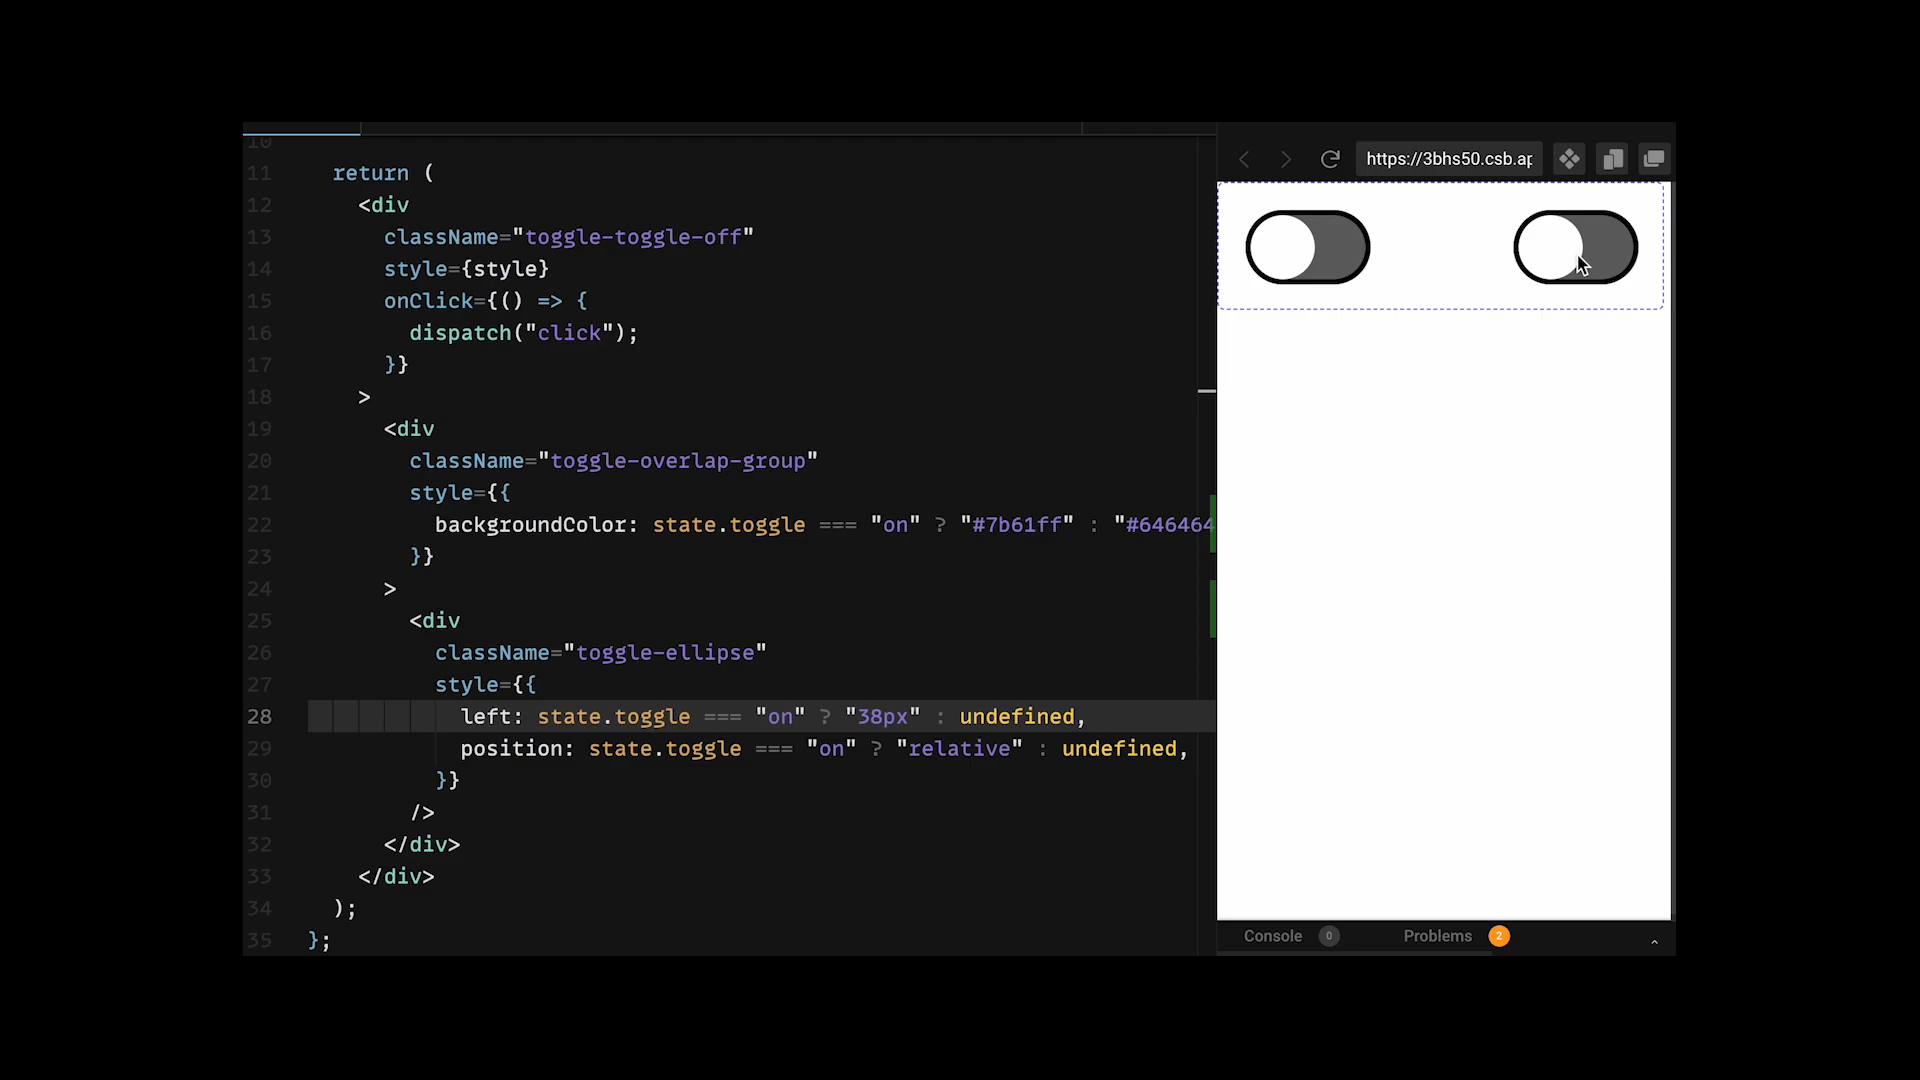 10
11 return (
12 <div
13 className="toggle-toggle-off"
14 style={style}
15 onClick={() => {
16 dispatch("click");
17 }}
18 >
19 <div
20 className="toggle-overlap-group"
21 style={{
22 backgroundColor: state.toggle === "on" ? "#7b61ff" : "#646464
23 }}
24 >
25 <div
26 className="toggle-ellipse"
27 style={{
28 left: state.toggle === "on" ? "38px" : undefined,
29 position: state.toggle === "on" ? "relative" : undefined,
30 }}
31 />
32 </div>
33 </div>
34 );
35 };
https://3bhs50.csb.ap
Console 0 Problems 2